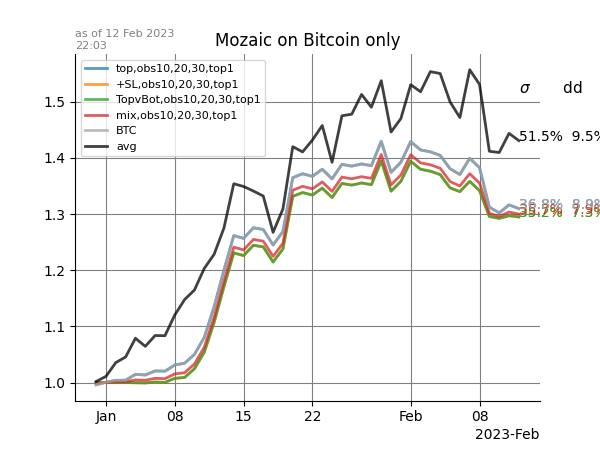 as of 12 Feb 2023
22:03
Mozaic on Bitcoin only
top,obs10,20,30,top1
+SL,obs10,20,30,top1
TopvBot,obs10,20,30,top1
mix,obs10,20,30,top1
BTC
avg
σ dd
51.5% 9.5%
1.5
1.4
1.3
1.2
1.1
1.0
Jan 08 15 22 Feb 08
2023-Feb